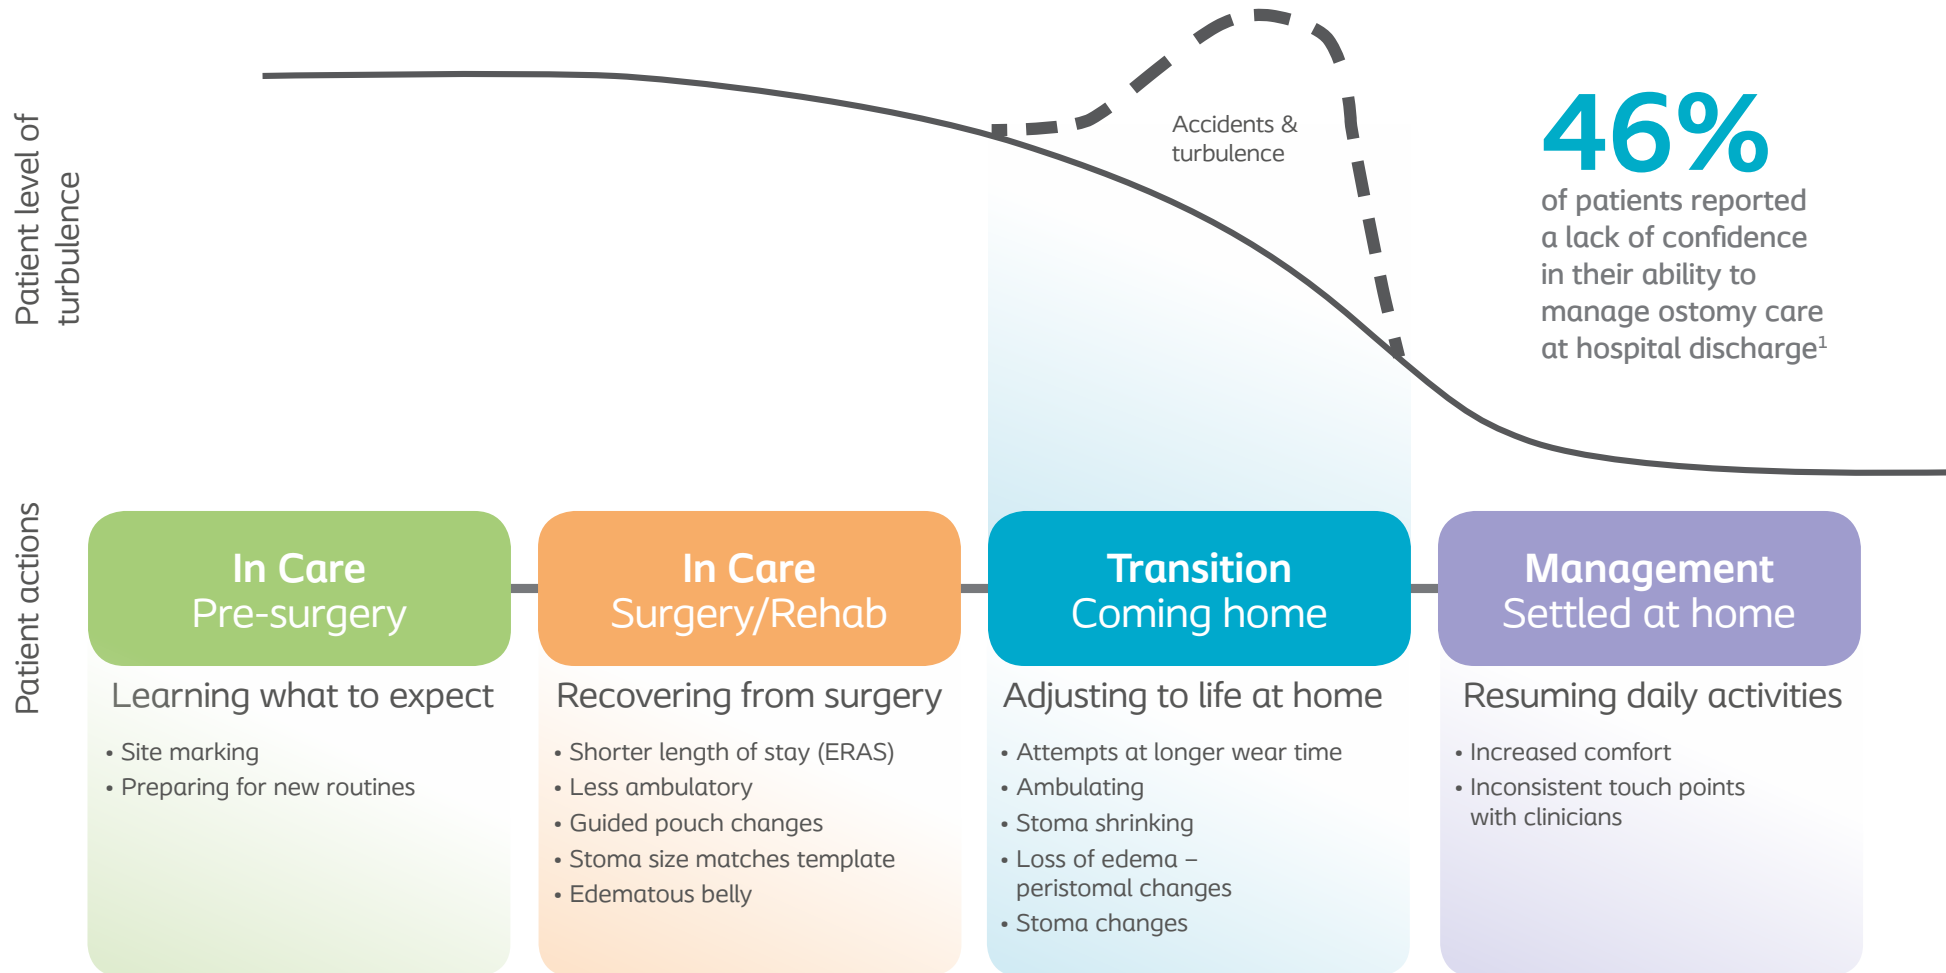 Patient level of
turbulence
Accidents &
turbulence
46%
of patients reported
a lack of confidence
in their ability to
manage ostomy care
at hospital discharge¹
Patient actions
In Care
Pre-surgery
Learning what to expect
• Site marking
• Preparing for new routines
In Care
Surgery/Rehab
Recovering from surgery
• Shorter length of stay (ERAS)
• Less ambulatory
• Guided pouch changes
• Stoma size matches template
• Edematous belly
Transition
Coming home
Adjusting to life at home
• Attempts at longer wear time
• Ambulating
• Stoma shrinking
• Loss of edema –
peristomal changes
• Stoma changes
Management
Settled at home
Resuming daily activities
• Increased comfort
• Inconsistent touch points
with clinicians